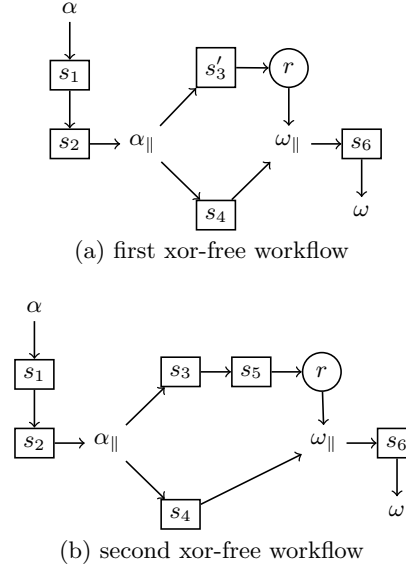 α
s₁ s′₃ r
s₂ α∥ ω∥ s₆
s₄ ω
(a) first xor-free workflow
α
s₁ s₃ s₅ r
s₂ α∥ ω∥ s₆
s₄ ω
(b) second xor-free workflow